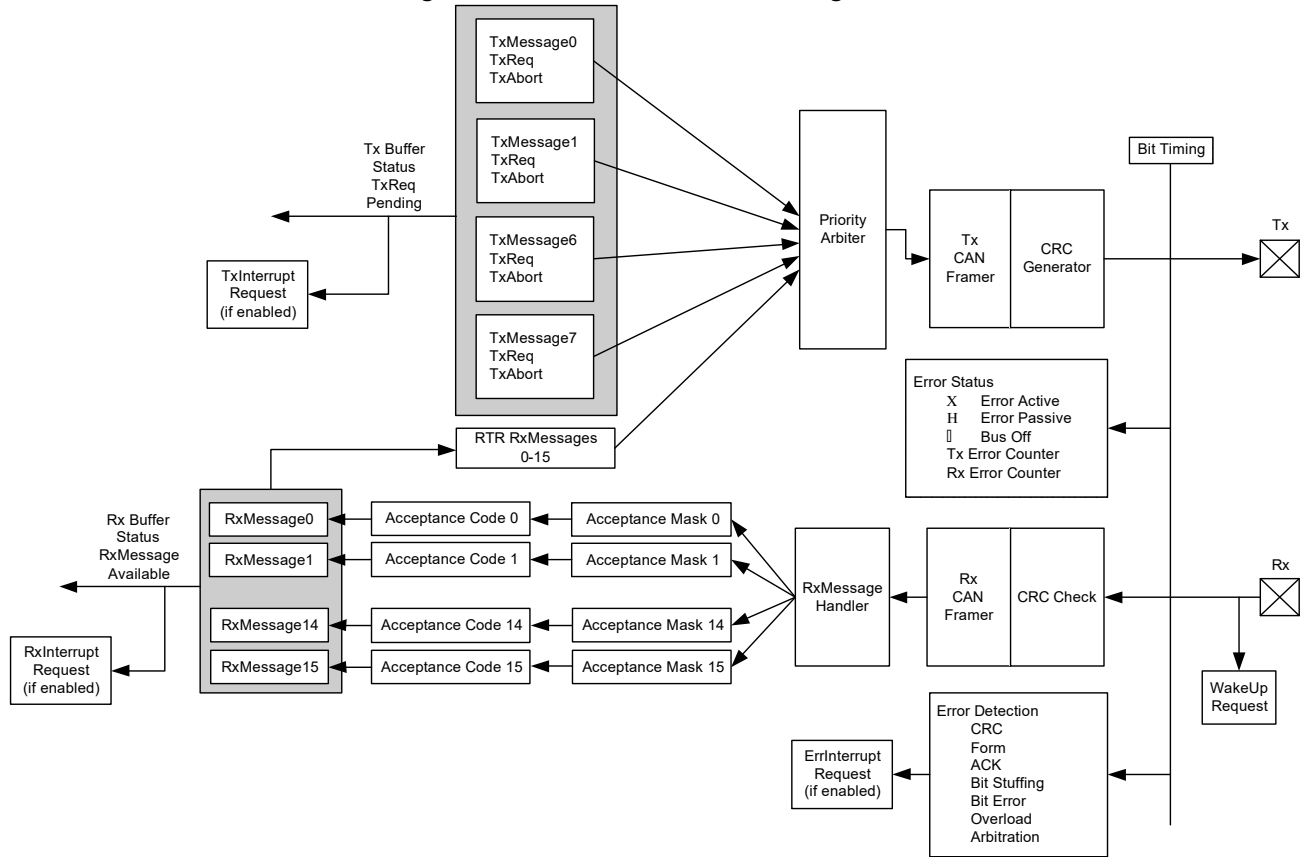 TxMessage0
TxReq
TxAbort
TxMessage1
TxReq
TxAbort
TxMessage6
TxReq
TxAbort
TxMessage7
TxReq
TxAbort
Tx Buffer
Status
TxReq
Pending
TxInterrupt
Request
(if enabled)
Priority
Arbiter
Tx
CAN
Framer
CRC
Generator
Bit Timing
Tx
Error Status
X Error Active
H Error Passive
▯ Bus Off
Tx Error Counter
Rx Error Counter
RTR RxMessages
0-15
Rx Buffer
Status
RxMessage
Available
RxInterrupt
Request
(if enabled)
RxMessage0
Acceptance Code 0
Acceptance Mask 0
RxMessage1
Acceptance Code 1
Acceptance Mask 1
RxMessage14
Acceptance Code 14
Acceptance Mask 14
RxMessage15
Acceptance Code 15
Acceptance Mask 15
RxMessage
Handler
Rx
CAN
Framer
CRC Check
Rx
WakeUp
Request
ErrInterrupt
Request
(if enabled)
Error Detection
CRC
Form
ACK
Bit Stuffing
Bit Error
Overload
Arbitration